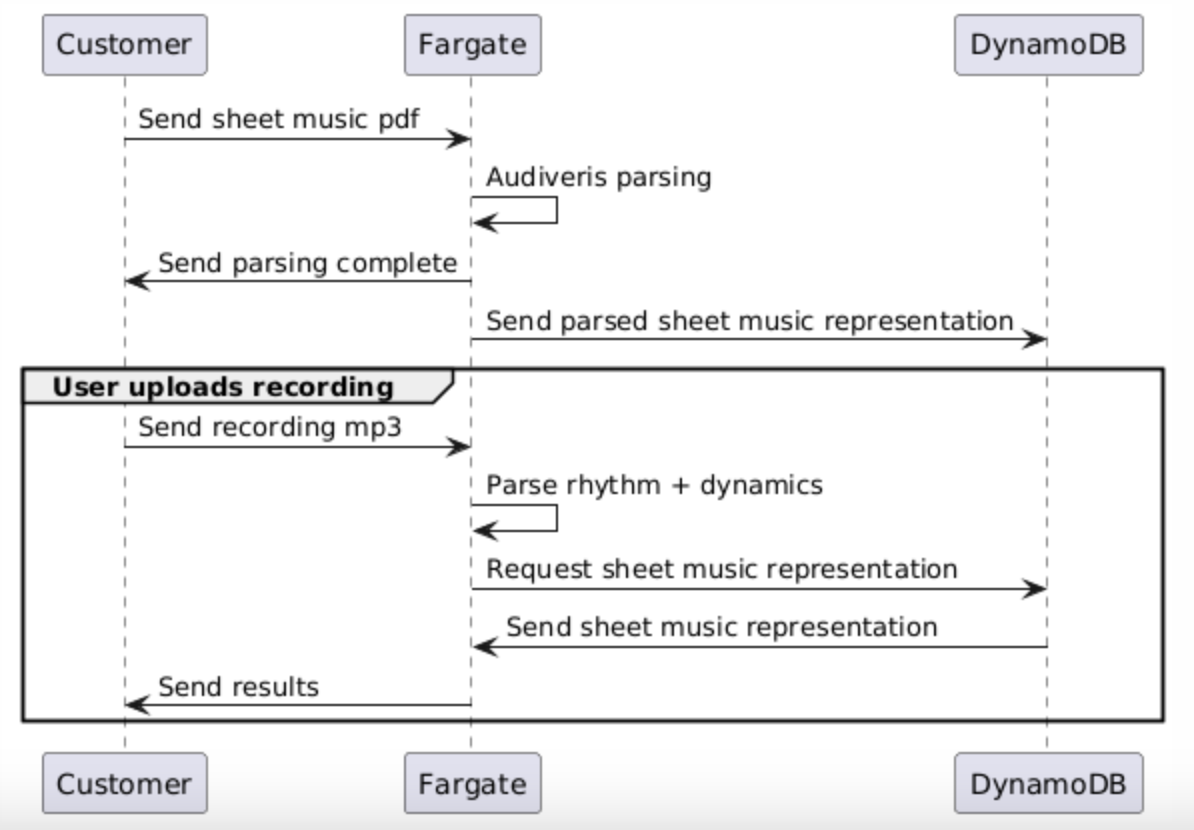 Customer Fargate DynamoDB
Send sheet music pdf
Audiveris parsing
Send parsing complete
Send parsed sheet music representation
User uploads recording
Send recording mp3
Parse rhythm + dynamics
Request sheet music representation
Send sheet music representation
Send results
Customer Fargate DynamoDB